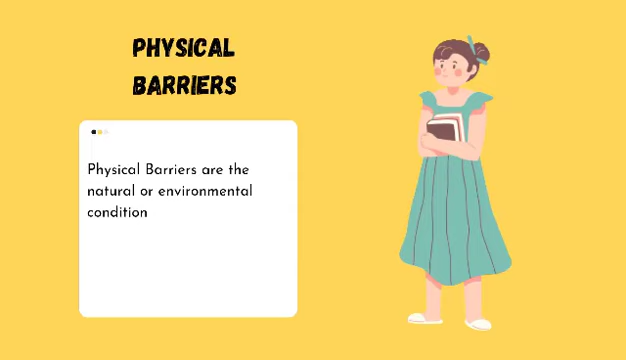 PHYSICAL
BARRIERS
Physical Barriers are the
natural or environmental
condition